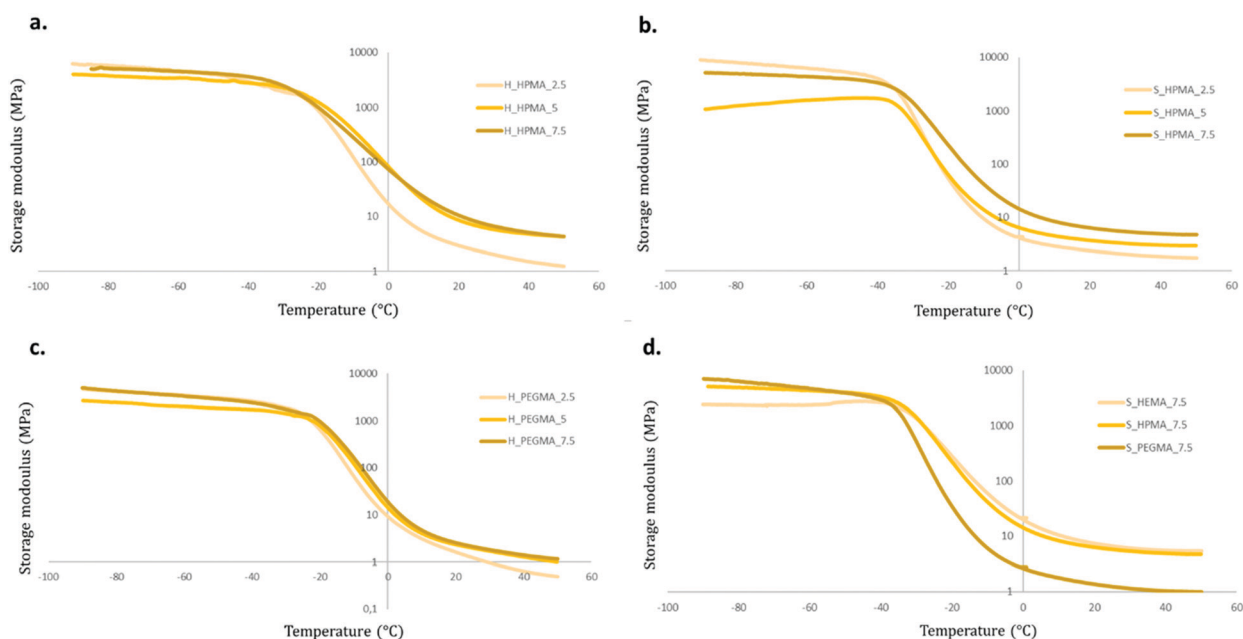 a.
Storage modoulus (MPa)
10000
1000
100
10
1
-100 -80 -60 -40 -20 0 20 40 60
Temperature (°C)
H_HPMA_2.5
H_HPMA_5
H_HPMA_7.5
b.
Storage modoulus (MPa)
10000
1000
100
10
1
-100 -80 -60 -40 -20 0 20 40 60
Temperature (°C)
S_HPMA_2.5
S_HPMA_5
S_HPMA_7.5
c.
Storage modulus (MPa)
10000
1000
100
10
1
0,1
-100 -80 -60 -40 -20 0 20 40 60
Temperature (°C)
H_PEGMA_2.5
H_PEGMA_5
H_PEGMA_7.5
d.
Storage modoulus (MPa)
10000
1000
100
10
1
-100 -80 -60 -40 -20 0 20 40 60
Temperature (°C)
S_HEMA_7.5
S_HPMA_7.5
S_PEGMA_7.5